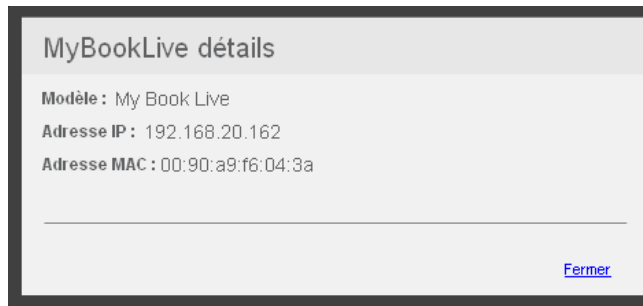 MyBookLive détails
Modèle : My Book Live
Adresse IP : 192.168.20.162
Adresse MAC : 00:90:a9:f6:04:3a
Fermer